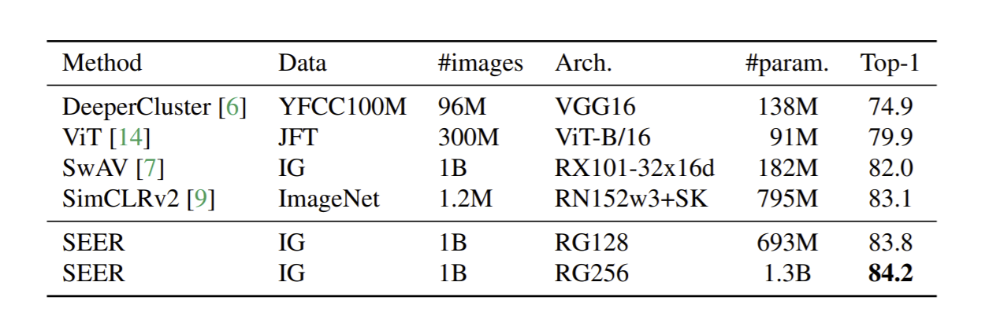 Method Data #images Arch. #param. Top-1
DeeperCluster [6] YFCC100M 96M VGG16 138M 74.9
ViT [14] JFT 300M ViT-B/16 91M 79.9
SwAV [7] IG 1B RX101-32x16d 182M 82.0
SimCLRv2 [9] ImageNet 1.2M RN152w3+SK 795M 83.1
SEER IG 1B RG128 693M 83.8
SEER IG 1B RG256 1.3B 84.2